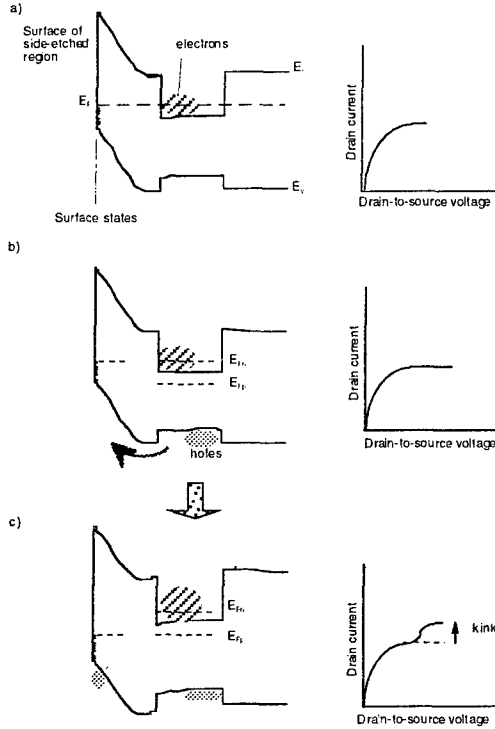 a)
Surface of
side-etched
region
electrons
E
E
E
Surface states
Drain current
Drain-to-source voltage
b)
E
E
holes
Drain current
Drain-to-source voltage
c)
E
E
Drain current
kink
Drain-to-source voltage